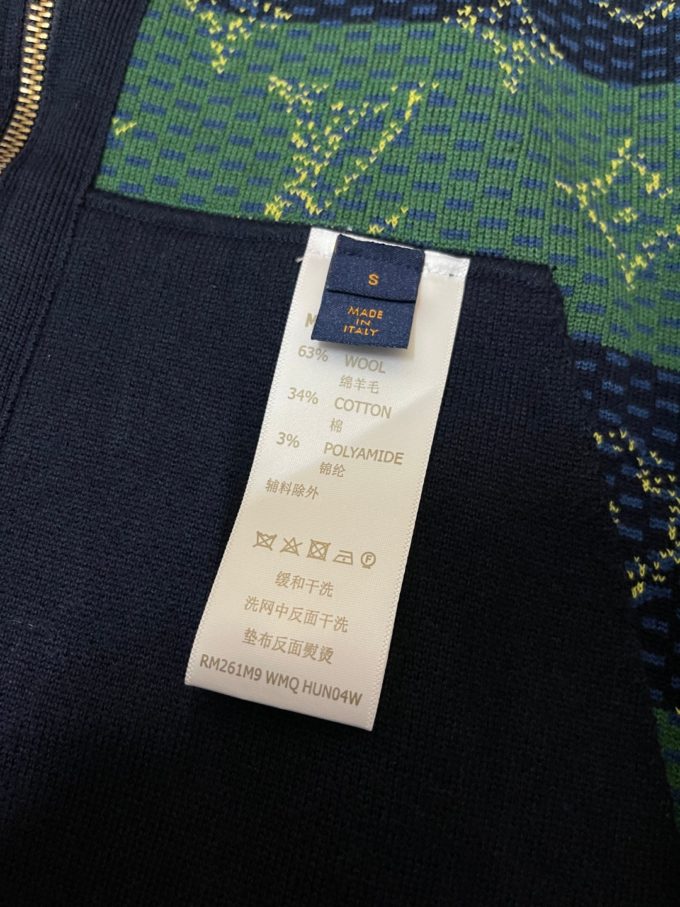 S
MADE
IN
ITALY
63% WOOL
绵羊毛
34% COTTON
棉
3% POLYAMIDE
锦纶
辅料除外
缓和干洗
洗网中反面干洗
垫布反面熨烫
RM261M9 WMQ HUN04W